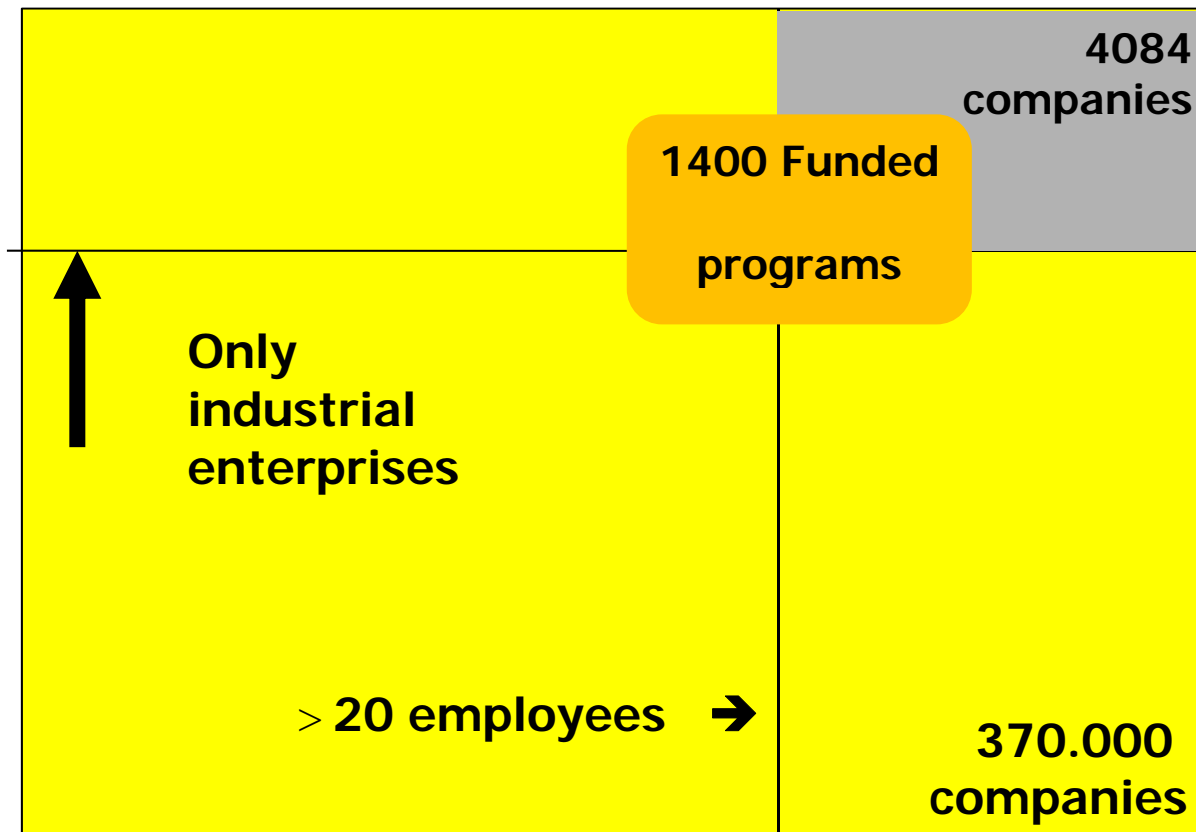 4084
companies
1400 Funded
programs
Only
industrial
enterprises
> 20 employees ➔
370.000
companies